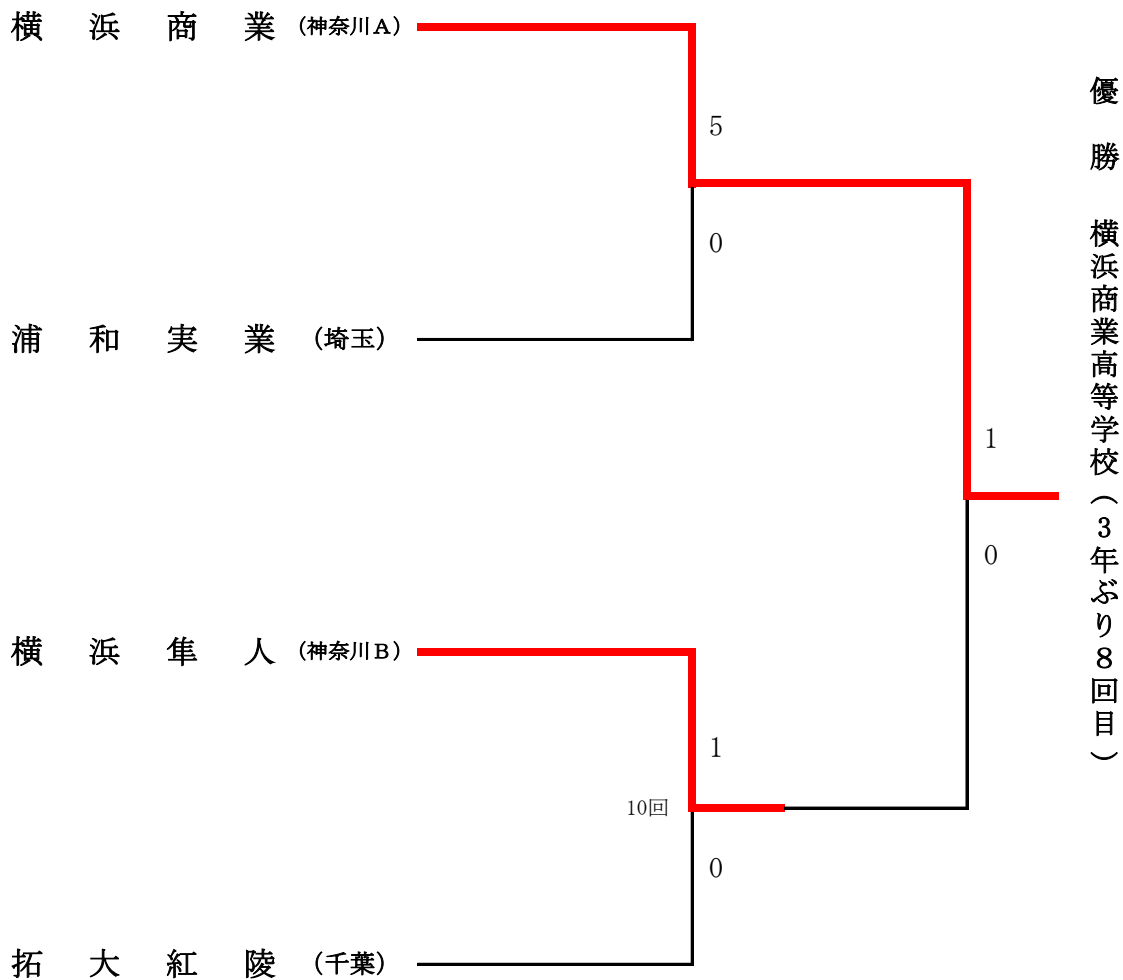 横浜商業 (神奈川A)
5
0
浦和実業 (埼玉)
1
0
横浜隼人 (神奈川B)
1
10回
0
拓大紅陵 (千葉)
優勝 横浜商業高等学校(3年ぶり8回目)